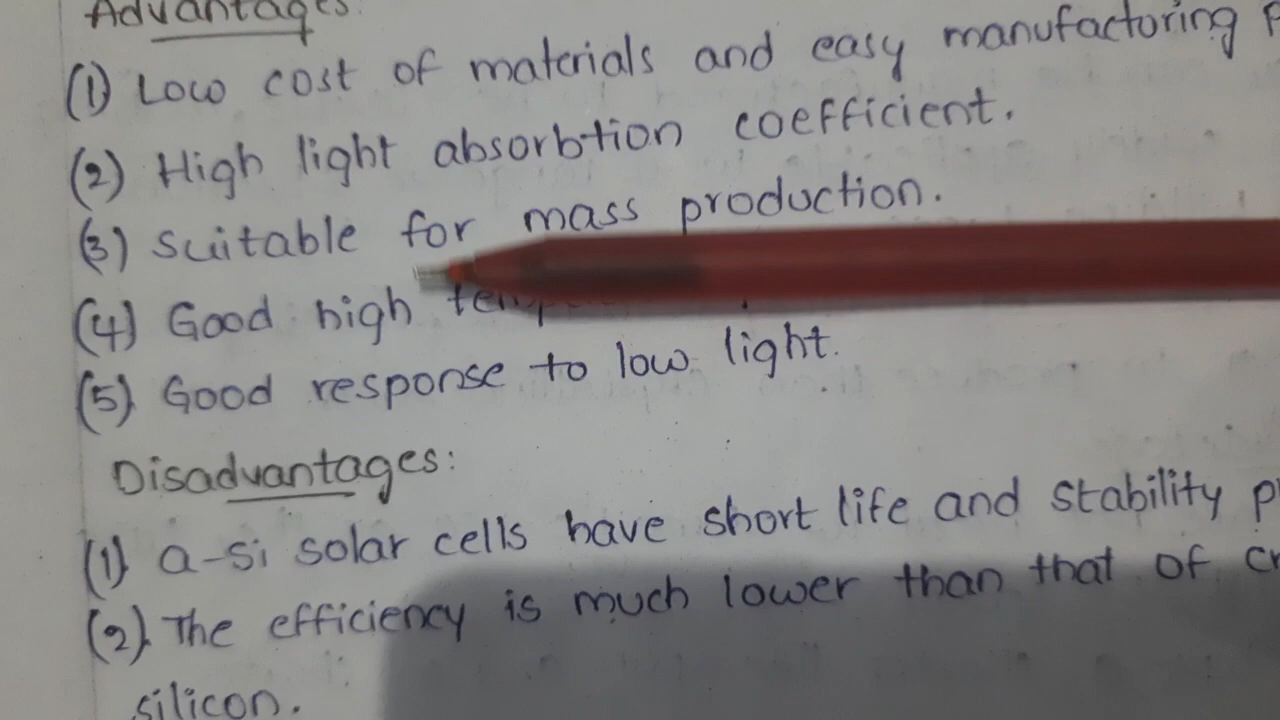 Advantages:
(1) Low cost of materials and easy manufactoring
(2) High light absorbtion coefficient.
(3) Suitable for mass production.
(4) Good high
(5) Good response to low light.
Disadvantages:
(1) a-si solar cells have short life and stability
(2) The efficiency is much lower than that of
silicon.